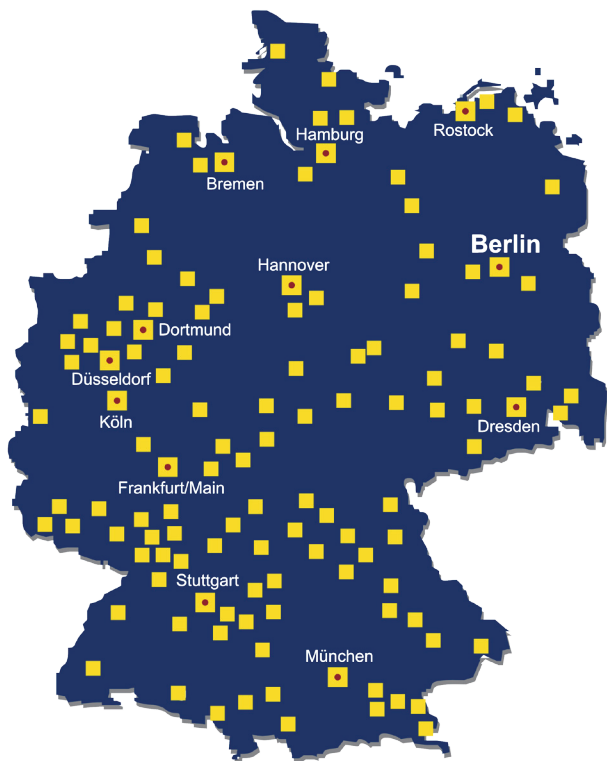 Hamburg
Rostock
Bremen
Berlin
Hannover
Dortmund
Düsseldorf
Köln
Dresden
Frankfurt/Main
Stuttgart
München